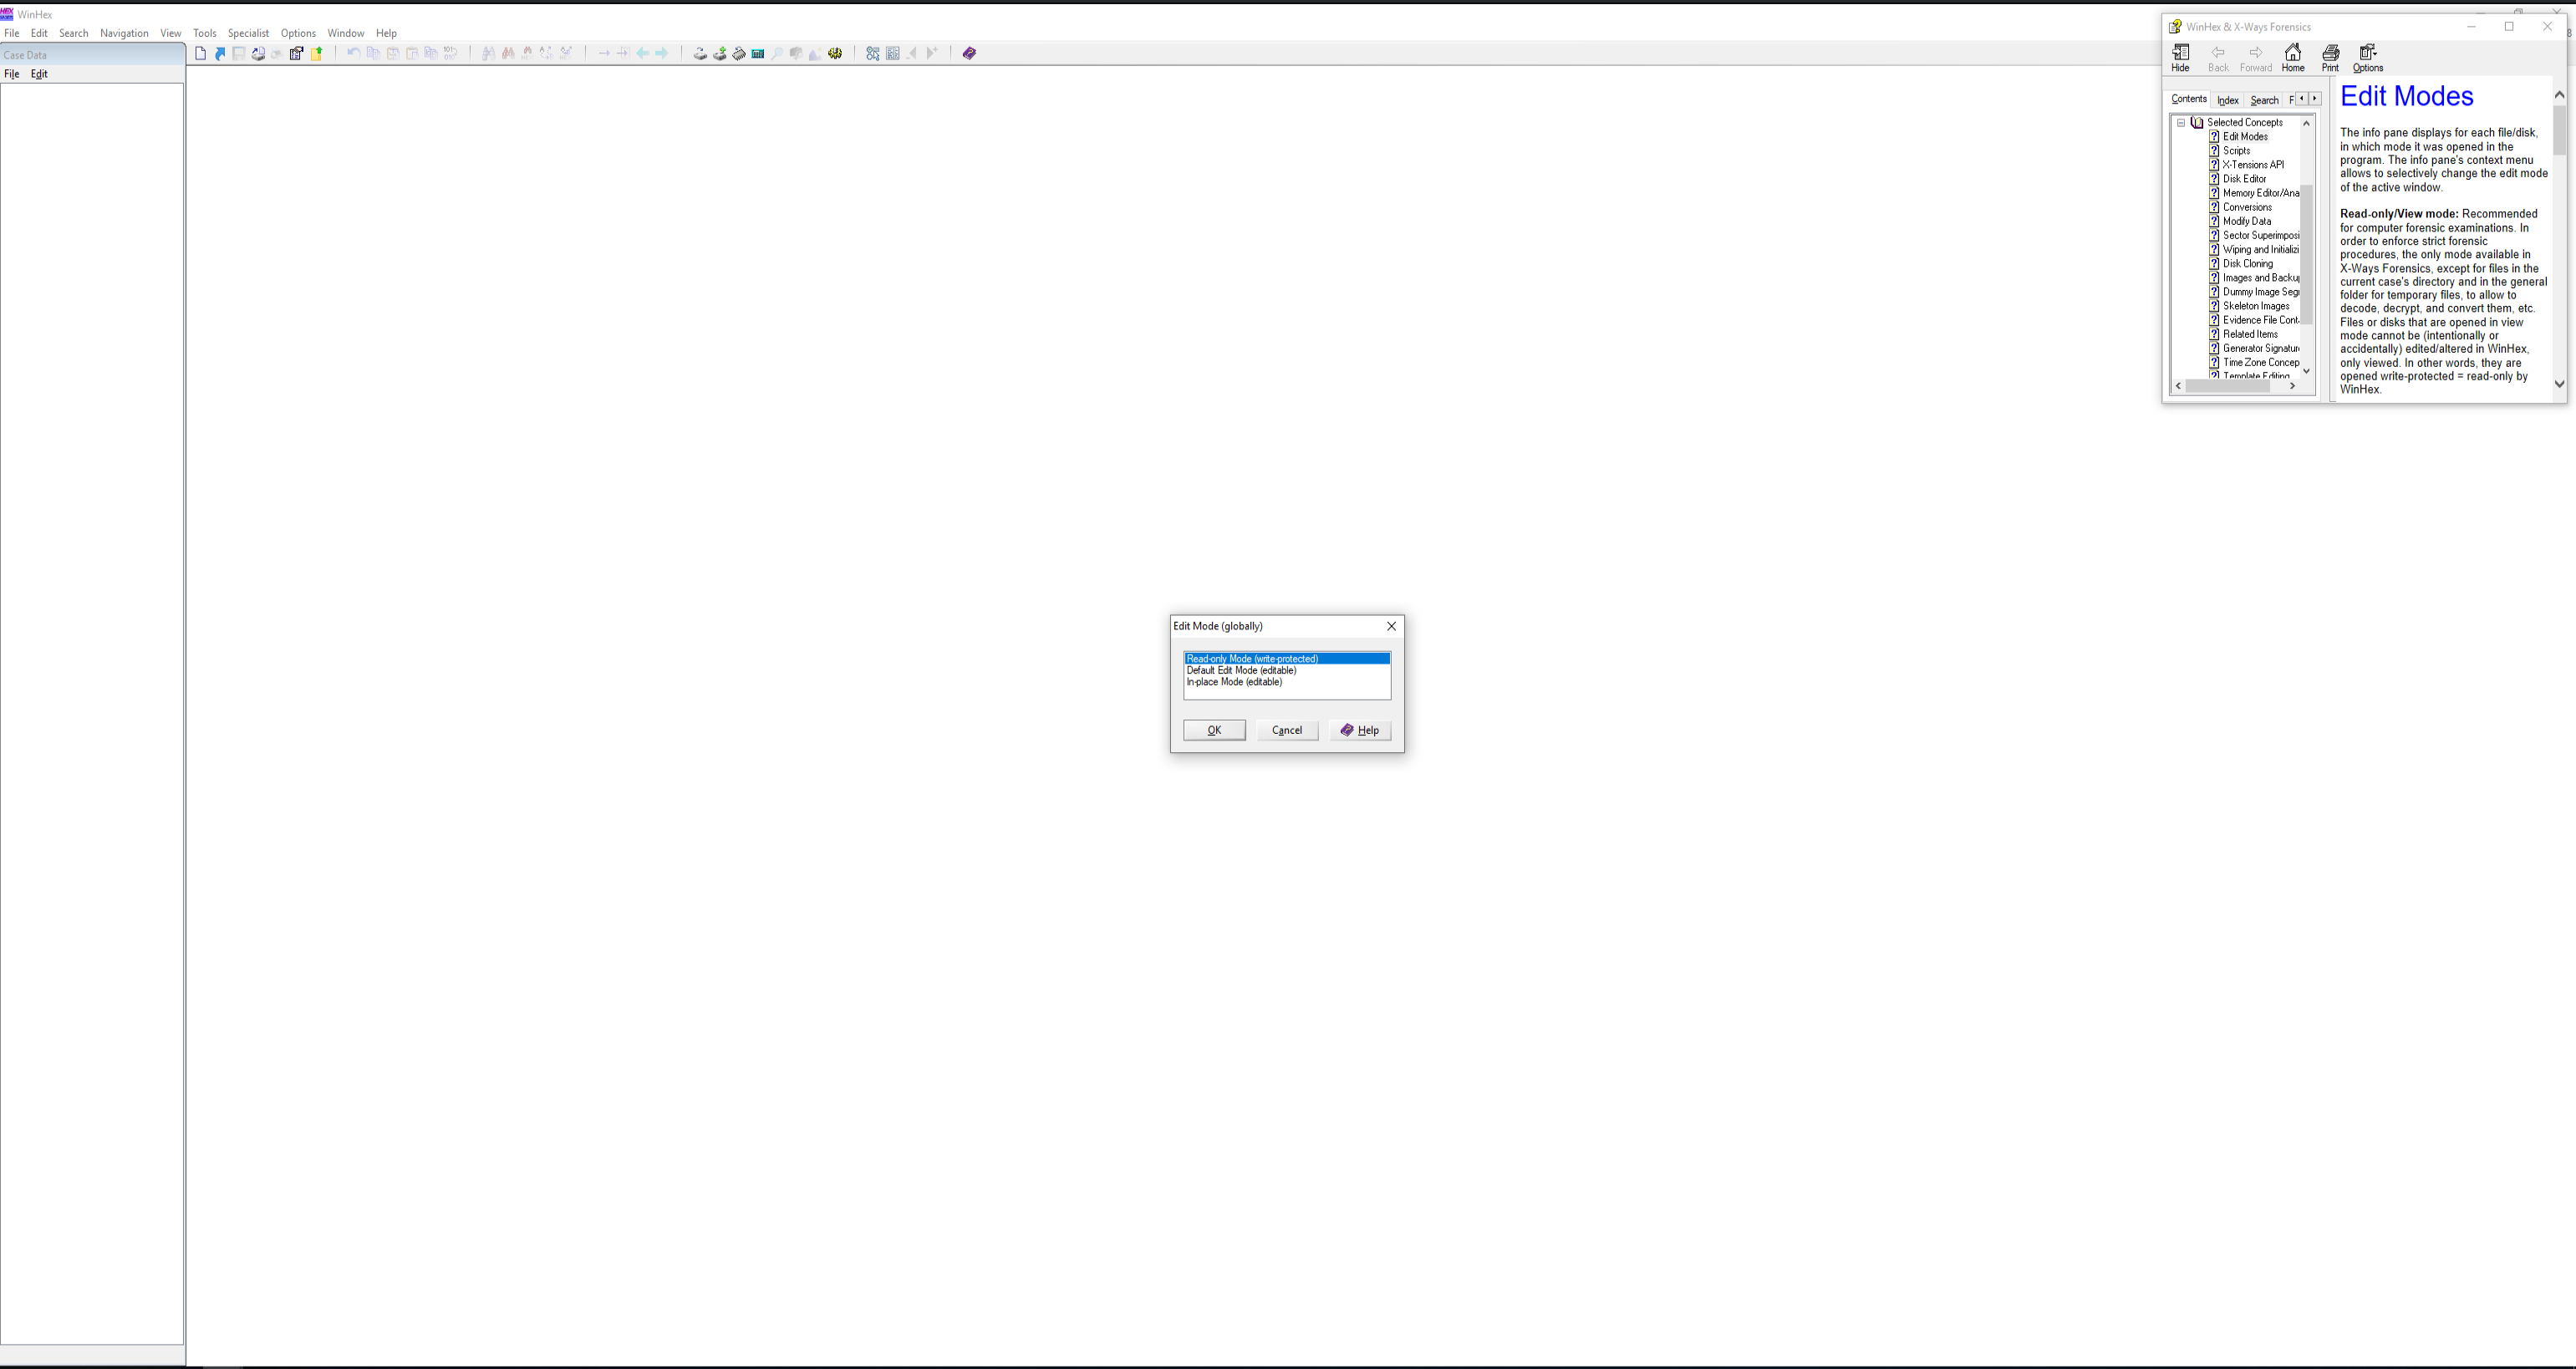 WinHex
File Edit Search Navigation View Tools Specialist Options Window Help
Case Data
File Edit
Edit Mode (globally)
Read-only Mode (write-protected)
Default Edit Mode (editable)
In-place Mode (editable)
OK Cancel Help
WinHex & X-Ways Forensics
Hide Back Forward Home Print Options
Contents Index Search F
Selected Concepts
Edit Modes
Scripts
X-Tensions API
Disk Editor
Memory Editor/Ana
Conversions
Modify Data
Sector Superimposi
Wiping and Initializi
Disk Cloning
Images and Backup
Dummy Image Seg
Skeleton Images
Evidence File Cont
Related Items
Generator Signatur
Time Zone Concep
Template Editing
Edit Modes
The info pane displays for each file/disk,
in which mode it was opened in the
program. The info pane's context menu
allows to selectively change the edit mode
of the active window.
Read-only/View mode: Recommended
for computer forensic examinations. In
order to enforce strict forensic
procedures, the only mode available in
X-Ways Forensics, except for files in the
current case's directory and in the general
folder for temporary files, to allow to
decode, decrypt, and convert them, etc.
Files or disks that are opened in view
mode cannot be (intentionally or
accidentally) edited/altered in WinHex,
only viewed. In other words, they are
opened write-protected = read-only by
WinHex.